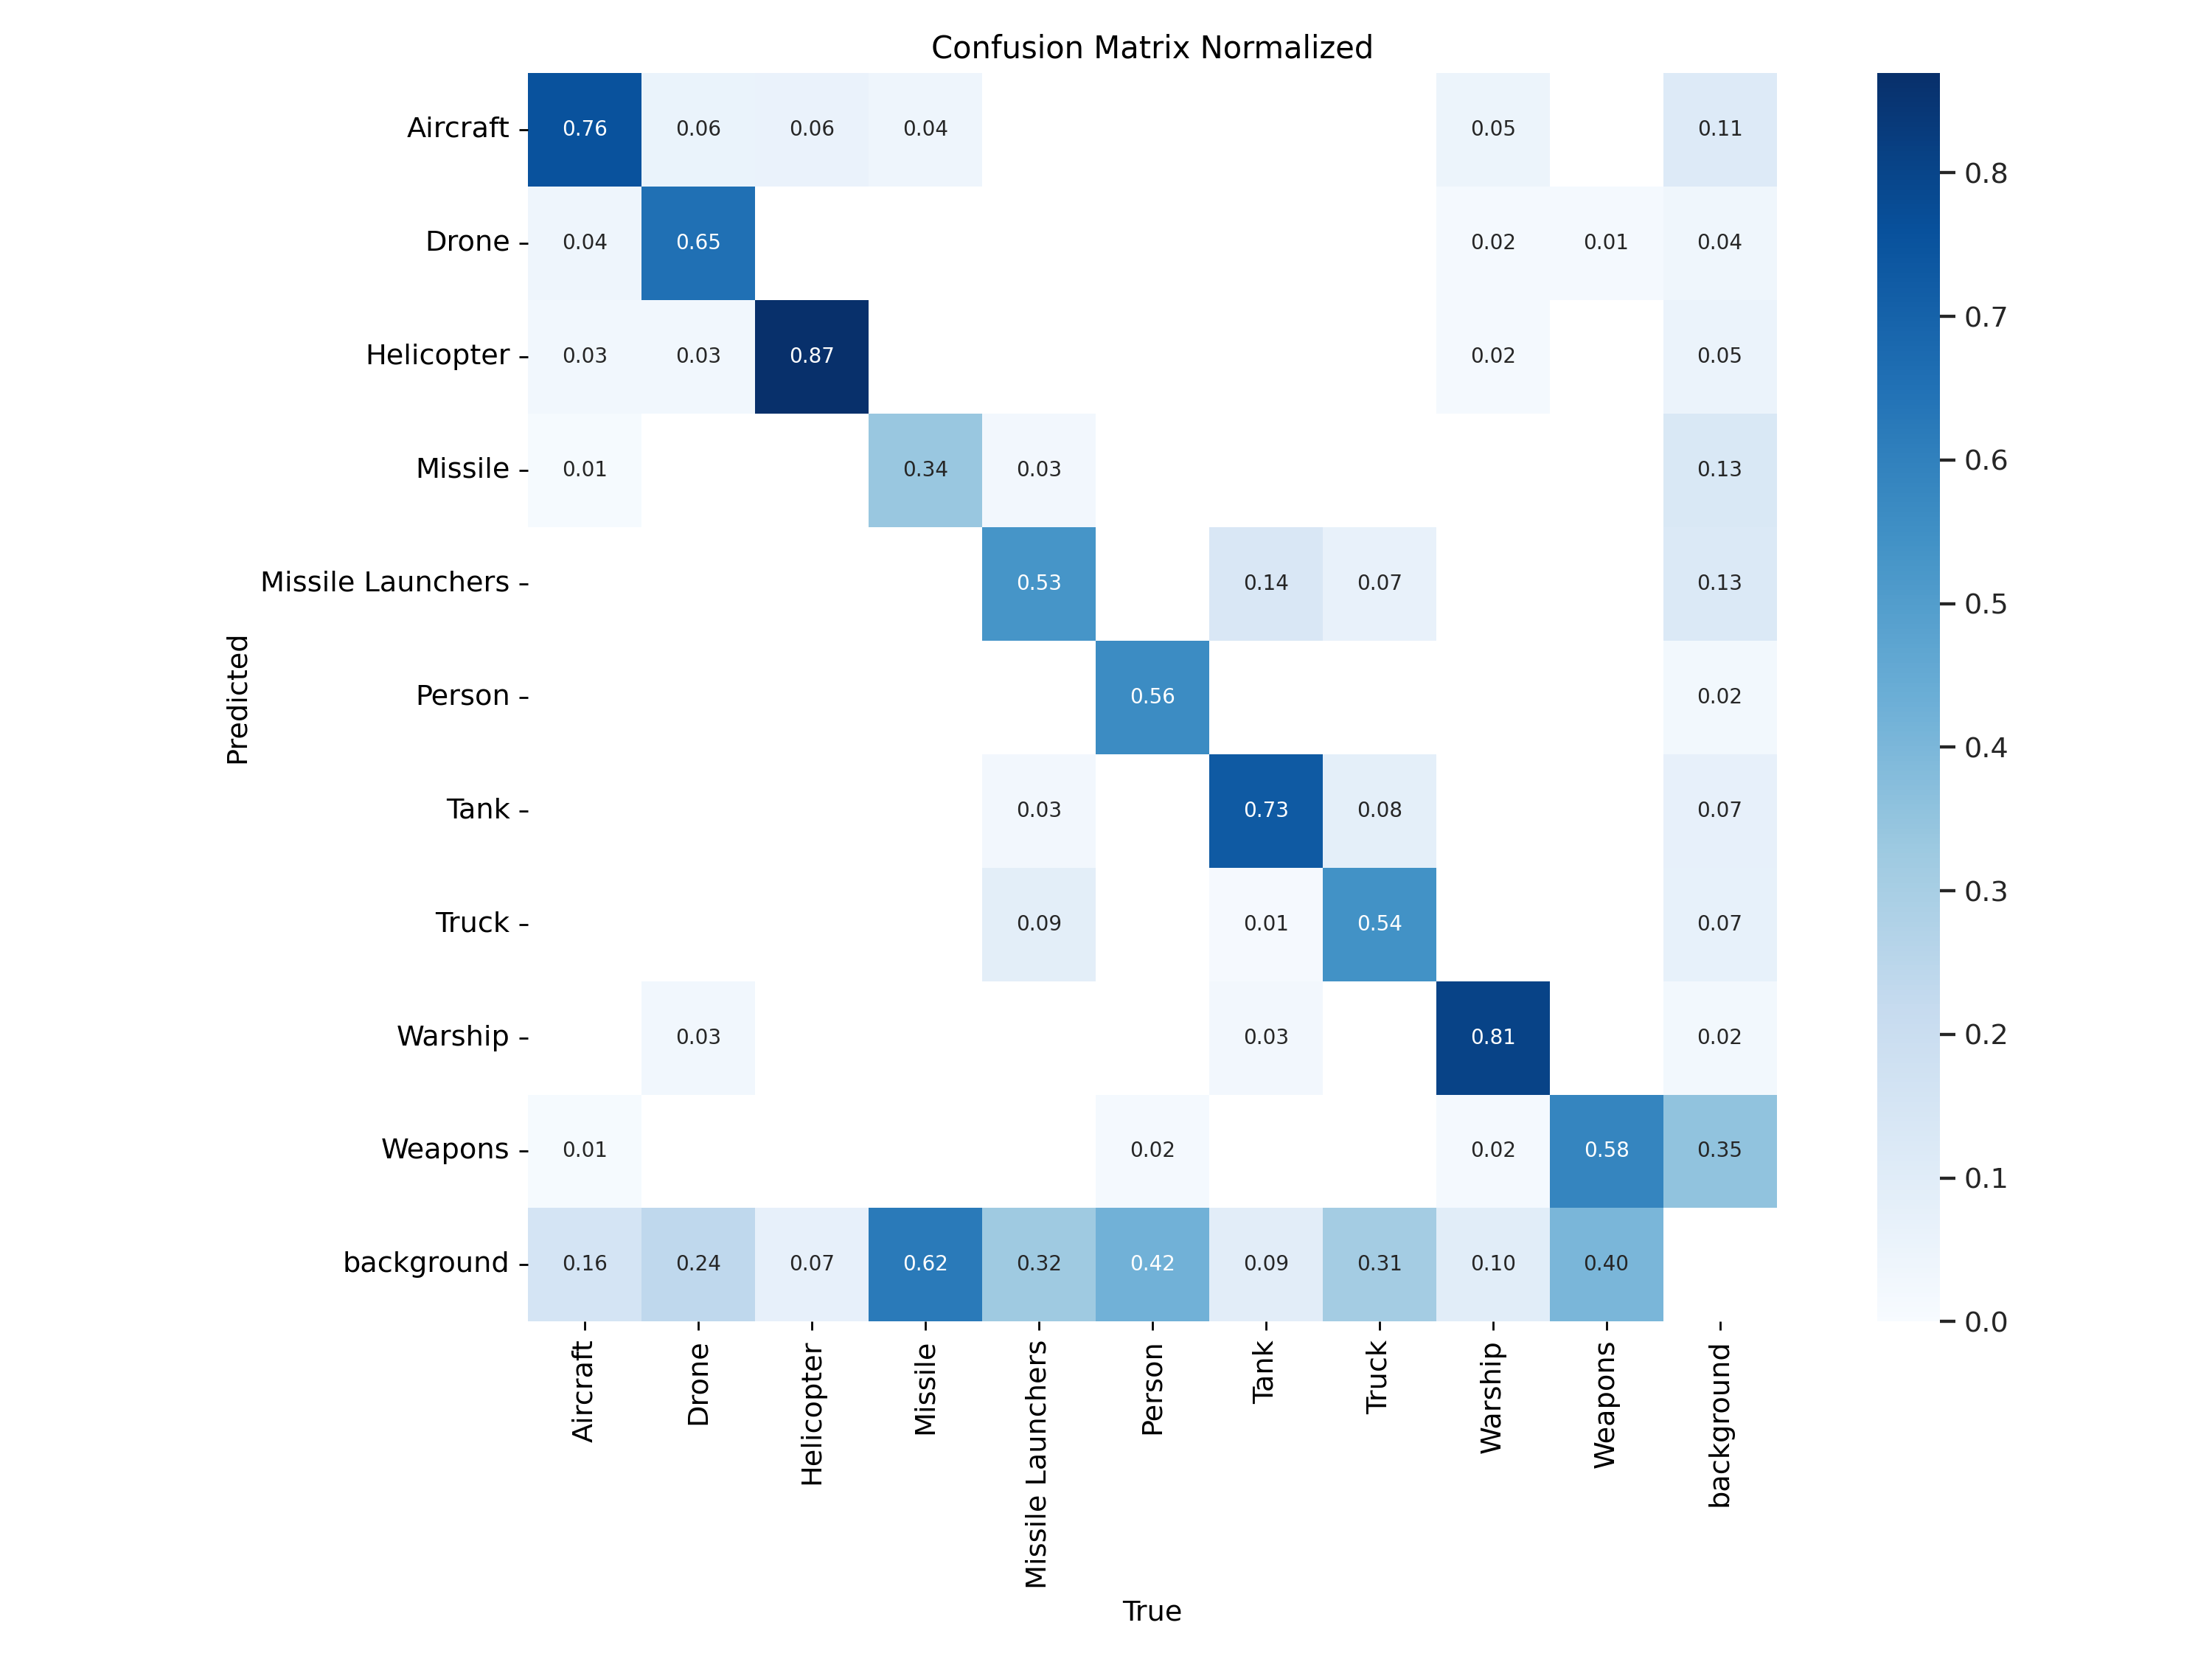 Confusion Matrix Normalized
Aircraft 0.76 0.06 0.06 0.04 0.05 0.11
Drone 0.04 0.65 0.02 0.01 0.04
Helicopter 0.03 0.03 0.87 0.02 0.05
Missile 0.01 0.34 0.03 0.13
Missile Launchers 0.53 0.14 0.07 0.13
Person 0.56 0.02
Tank 0.03 0.73 0.08 0.07
Truck 0.09 0.01 0.54 0.07
Warship 0.03 0.03 0.81 0.02
Weapons 0.01 0.02 0.02 0.58 0.35
background 0.16 0.24 0.07 0.62 0.32 0.42 0.09 0.31 0.10 0.40
Predicted
Aircraft
Drone
Helicopter
Missile
Missile Launchers
Person
Tank
Truck
Warship
Weapons
background
True
0.8
0.7
0.6
0.5
0.4
0.3
0.2
0.1
0.0